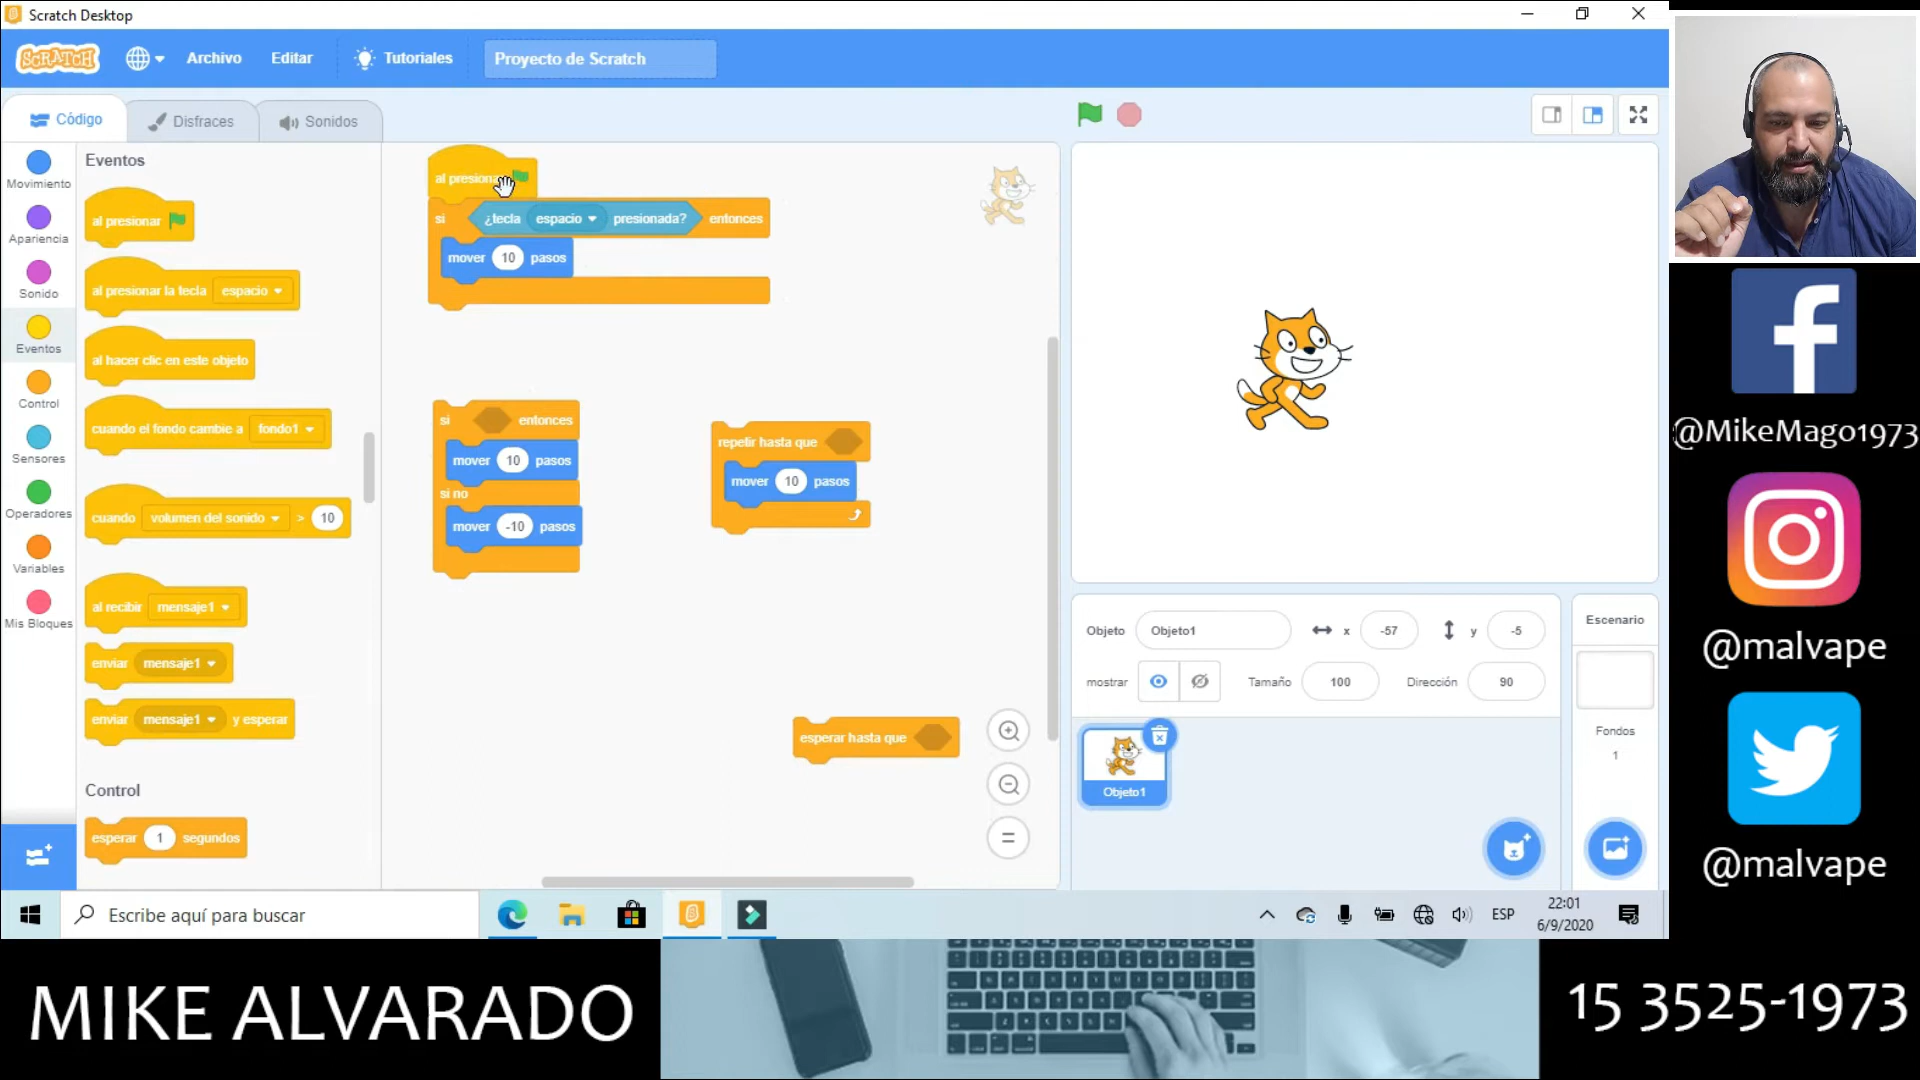 Scratch Desktop
SCRATCH
Archivo
Editar
Tutoriales
Proyecto de Scratch
Código
Disfraces
Sonidos
Movimiento
Apariencia
Sonido
Eventos
Control
Sensores
Operadores
Variables
Mis Bloques
Eventos
al presionar
al presionar la tecla espacio
al hacer clic en este objeto
cuando el fondo cambie a fondo1
cuando volumen del sonido > 10
al recibir mensaje1
enviar mensaje1
enviar mensaje1 y esperar
Control
esperar 1 segundos
al presionar
si ¿tecla espacio presionada? entonces
mover 10 pasos
si entonces
mover 10 pasos
si no
mover -10 pasos
repetir hasta que
mover 10 pasos
esperar hasta que
Objeto Objeto1 x -57 y -5
mostrar Tamaño 100 Dirección 90
Objeto1
Escenario
Fondos
1
Escribe aquí para buscar
ESP
22:01
6/9/2020
@MikeMago1973
@malvape
@malvape
MIKE ALVARADO
15 3525-1973